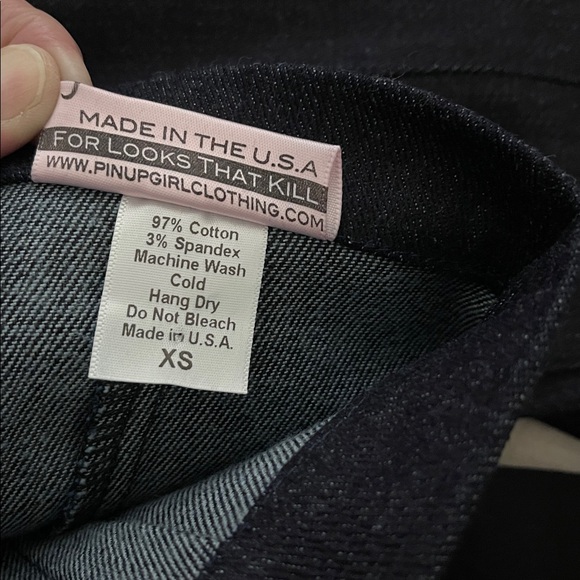 MADE IN THE U.S.A
FOR LOOKS THAT KILL
WWW.PINUPGIRLCLOTHING.COM
97% Cotton
3% Spandex
Machine Wash
Cold
Hang Dry
Do Not Bleach
Made in U.S.A.
XS